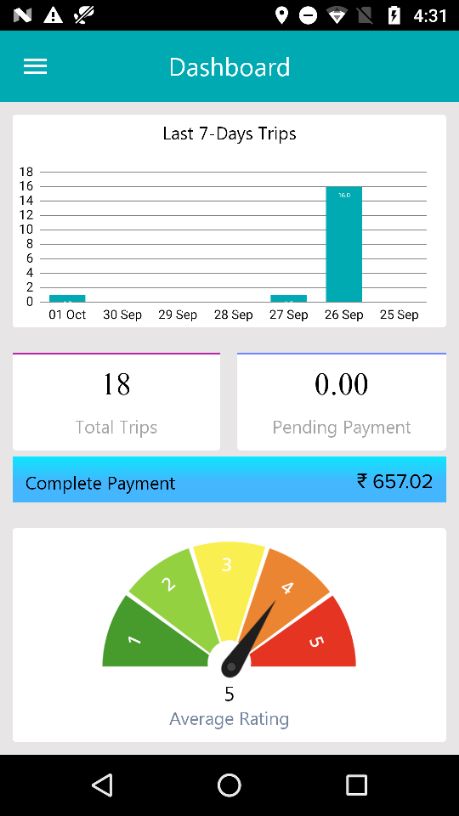 4:31
Dashboard
Last 7-Days Trips
18
16
14
12
10
8
6
4
2
0
16.0
01 Oct 30 Sep 29 Sep 28 Sep 27 Sep 26 Sep 25 Sep
18 0.00
Total Trips Pending Payment
Complete Payment ₹ 657.02
1 2 3 4 5
5
Average Rating